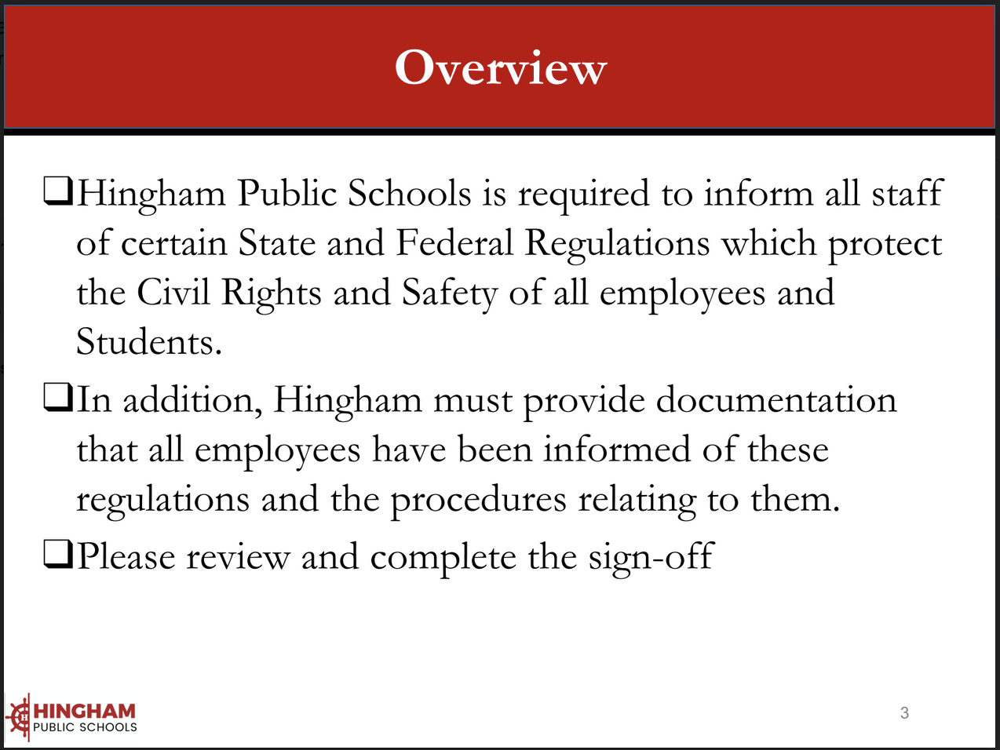 Overview
❑Hingham Public Schools is required to inform all staff
of certain State and Federal Regulations which protect
the Civil Rights and Safety of all employees and
Students.
❑In addition, Hingham must provide documentation
that all employees have been informed of these
regulations and the procedures relating to them.
❑Please review and complete the sign-off
H
HINGHAM
PUBLIC SCHOOLS
3